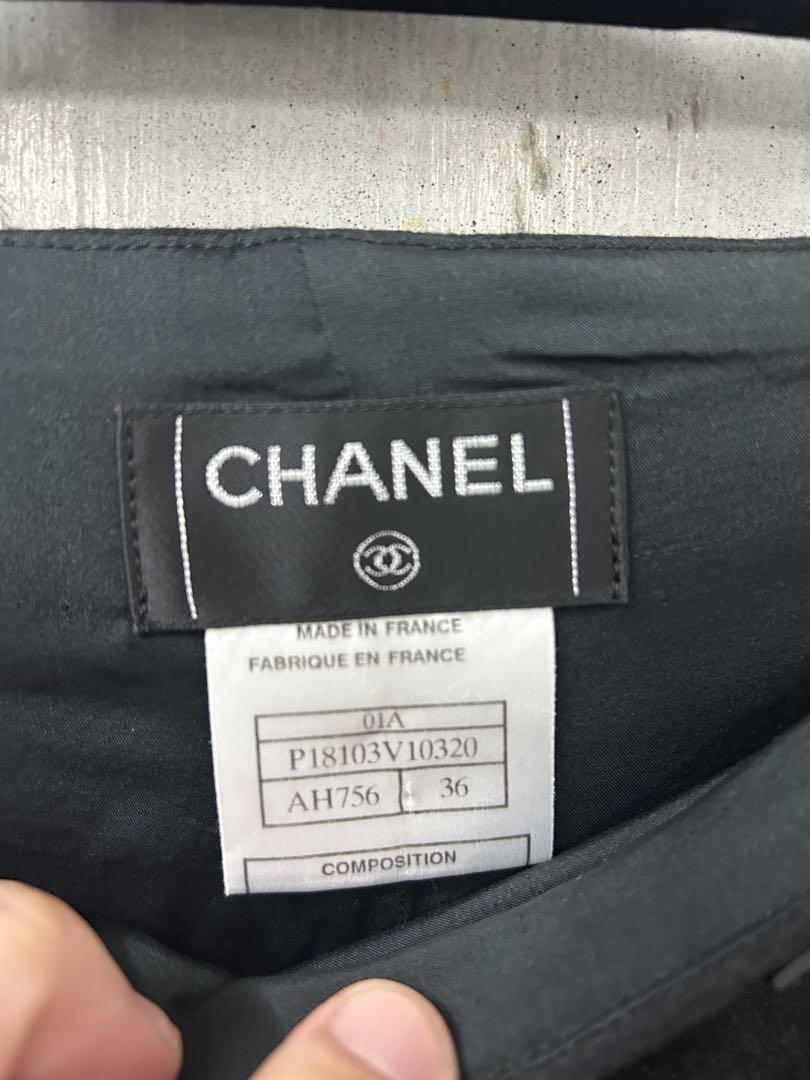 CHANEL
MADE IN FRANCE
FABRIQUE EN FRANCE
01A
P18103V10320
AH756 36
COMPOSITION